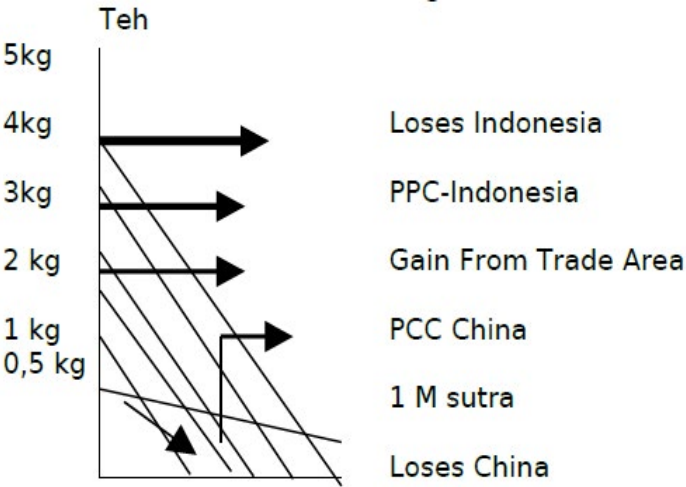 Teh
5kg
4kg
Loses Indonesia
3kg
PPC-Indonesia
2 kg
Gain From Trade Area
1 kg
PCC China
0,5 kg
1 M sutra
Loses China